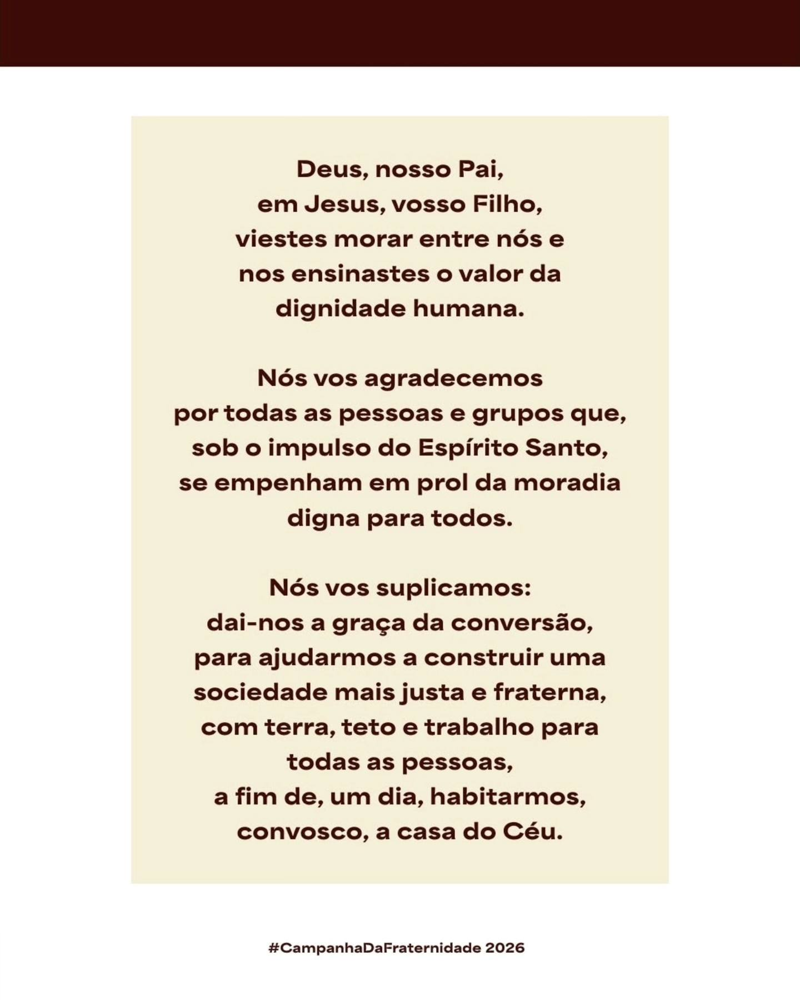 Deus, nosso Pai,
em Jesus, vosso Filho,
viestes morar entre nós e
nos ensinastes o valor da
dignidade humana.
Nós vos agradecemos
por todas as pessoas e grupos que,
sob o impulso do Espírito Santo,
se empenham em prol da moradia
digna para todos.
Nós vos suplicamos:
dai-nos a graça da conversão,
para ajudarmos a construir uma
sociedade mais justa e fraterna,
com terra, teto e trabalho para
todas as pessoas,
a fim de, um dia, habitarmos,
convosco, a casa do Céu.
#CampanhaDaFraternidade 2026